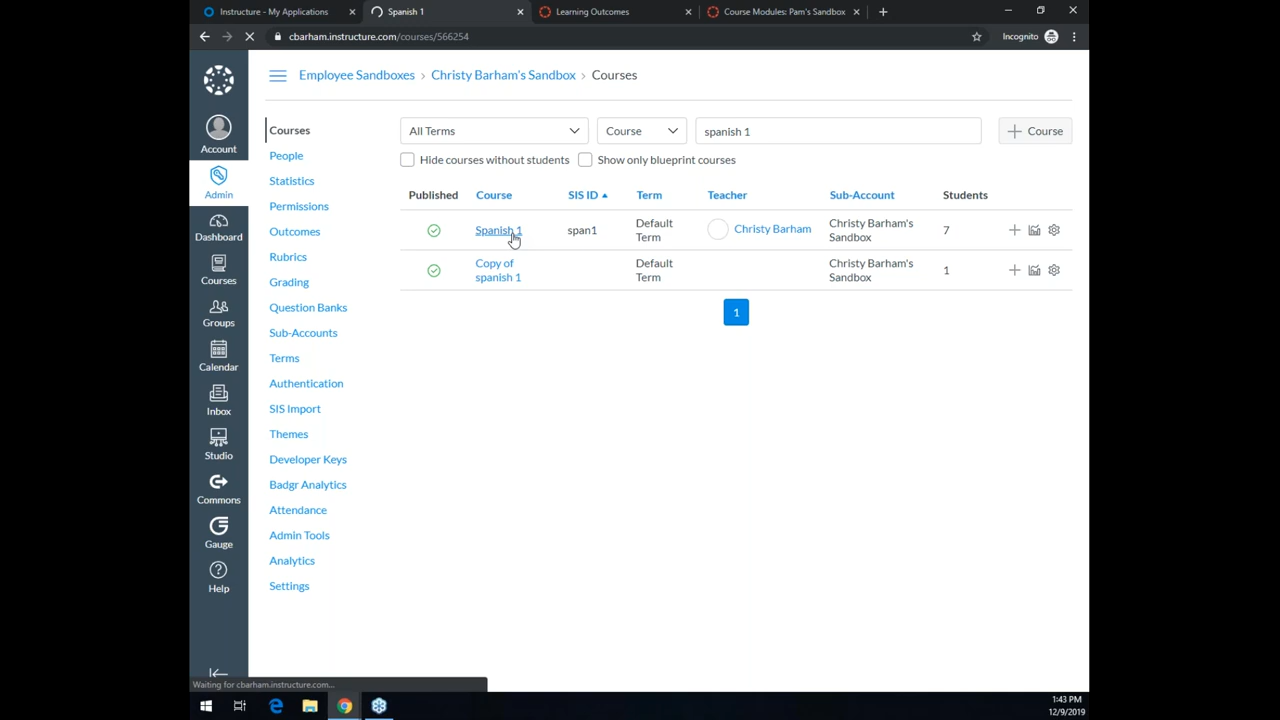 Instructure - My Applications
Spanish 1
Learning Outcomes
Course Modules: Pam's Sandbox
cbarham.instructure.com/courses/566254
Incognito
Employee Sandboxes › Christy Barham's Sandbox › Courses
Account
Admin
Dashboard
Courses
Groups
Calendar
Inbox
Studio
Commons
Gauge
Help
Courses
People
Statistics
Permissions
Outcomes
Rubrics
Grading
Question Banks
Sub-Accounts
Terms
Authentication
SIS Import
Themes
Developer Keys
Badgr Analytics
Attendance
Admin Tools
Analytics
Settings
All Terms
Course
spanish 1
Course
Hide courses without students
Show only blueprint courses
Published Course SIS ID Term Teacher Sub-Account Students
Spanish 1 span1 Default Term Christy Barham Christy Barham's Sandbox 7
Copy of spanish 1 Default Term Christy Barham's Sandbox 1
1
Waiting for cbarham.instructure.com...
1:43 PM
12/9/2019